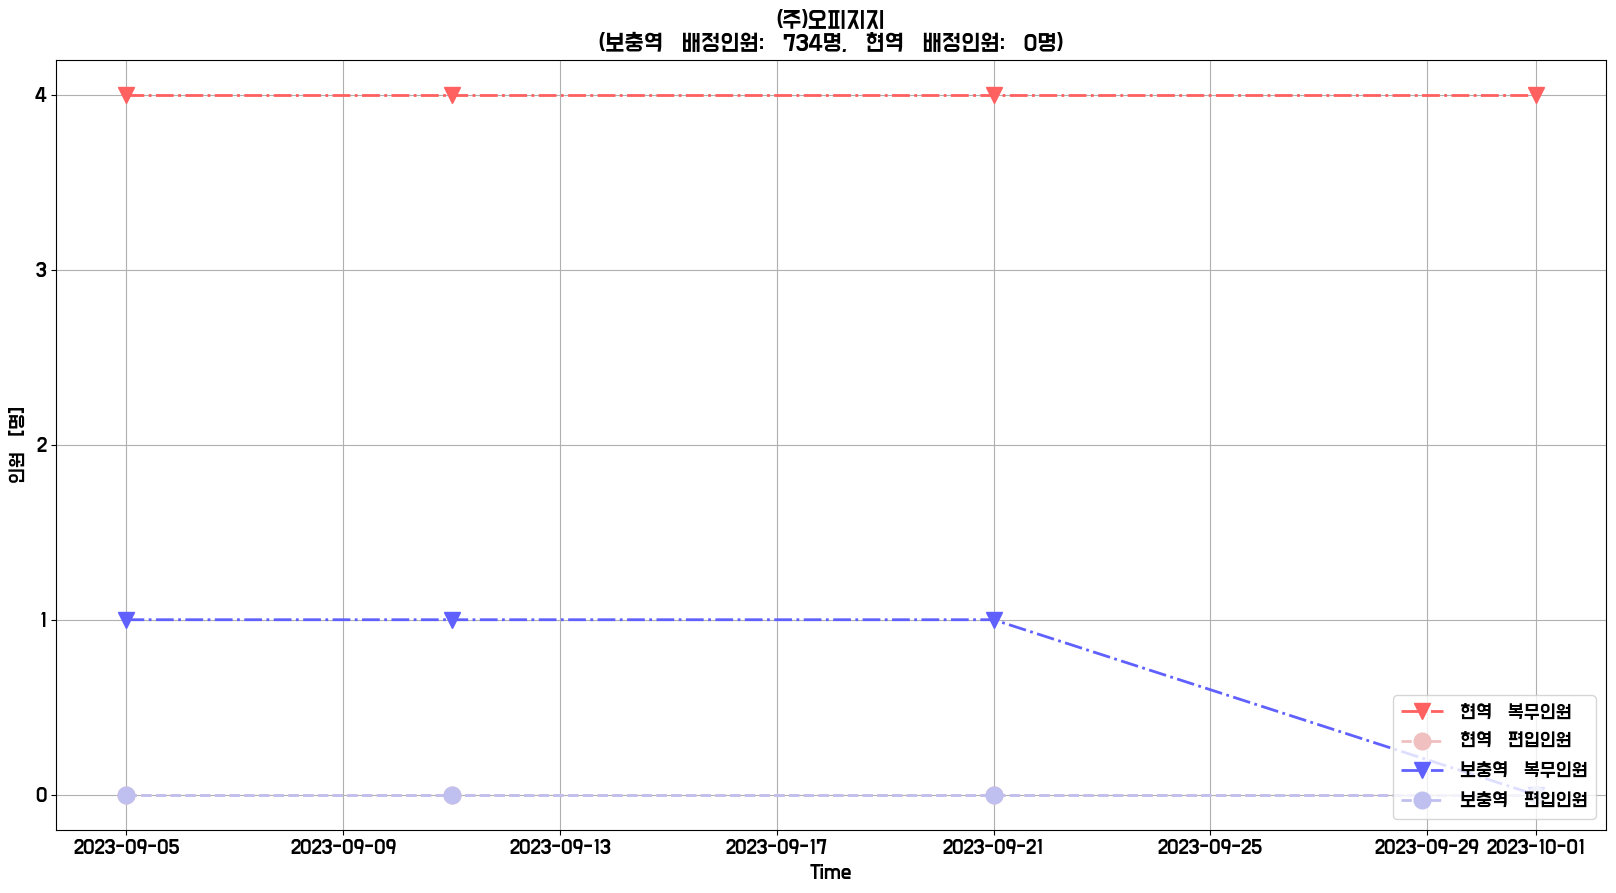 (주)오피지지
(보충역 배정인원: 734명, 현역 배정인원: 0명)
인원 [명]
4
3
2
1
0
현역 복무인원
현역 편입인원
보충역 복무인원
보충역 편입인원
2023-09-05 2023-09-09 2023-09-13 2023-09-17 2023-09-21 2023-09-25 2023-09-29 2023-10-01
Time